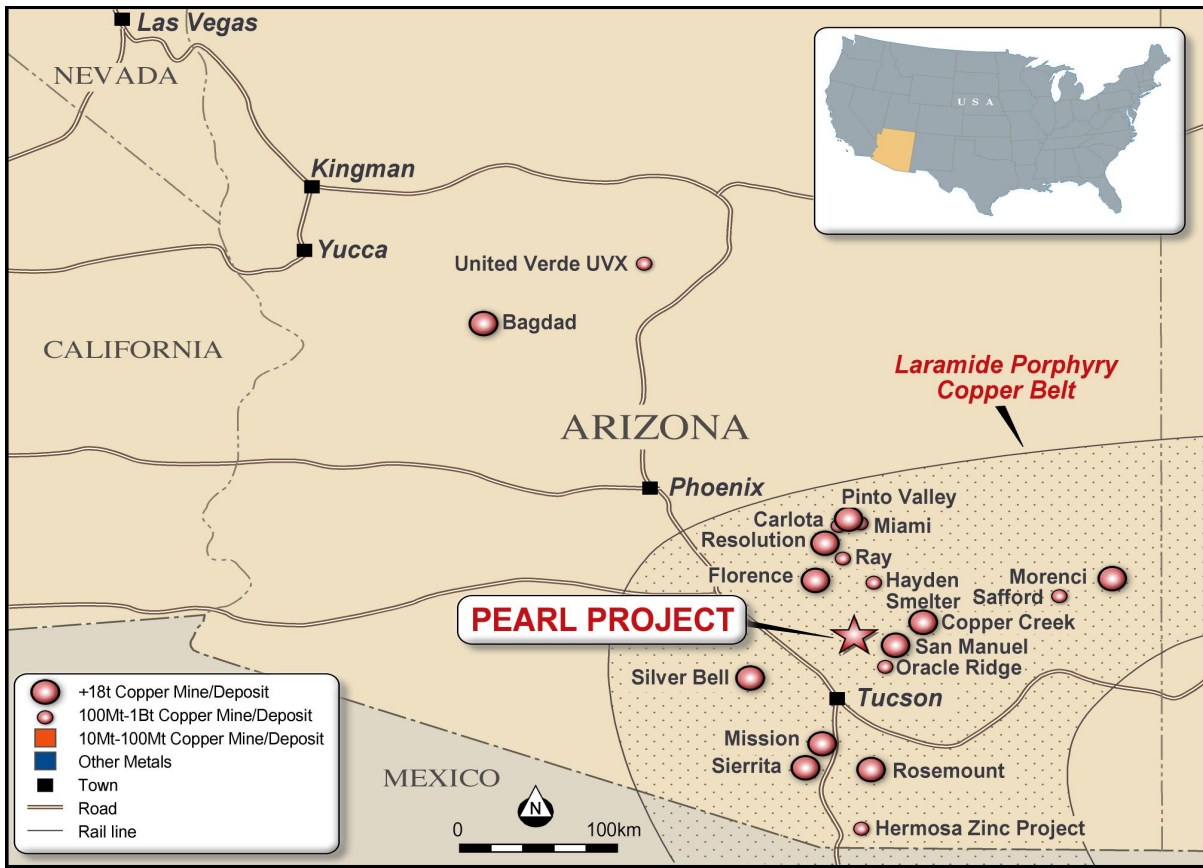 Las Vegas
NEVADA
USA
Kingman
Yucca
United Verde UVX
Bagdad
CALIFORNIA
Laramide Porphyry
Copper Belt
ARIZONA
Phoenix
Pinto Valley
Carlota
Miami
Resolution
Ray
Florence
Hayden
Smelter
Morenci
Safford
PEARL PROJECT
Copper Creek
San Manuel
Oracle Ridge
Silver Bell
Tucson
Mission
Sierrita
Rosemount
MEXICO
Hermosa Zinc Project
N
0 100km
+18t Copper Mine/Deposit
100Mt-1Bt Copper Mine/Deposit
10Mt-100Mt Copper Mine/Deposit
Other Metals
Town
Road
Rail line